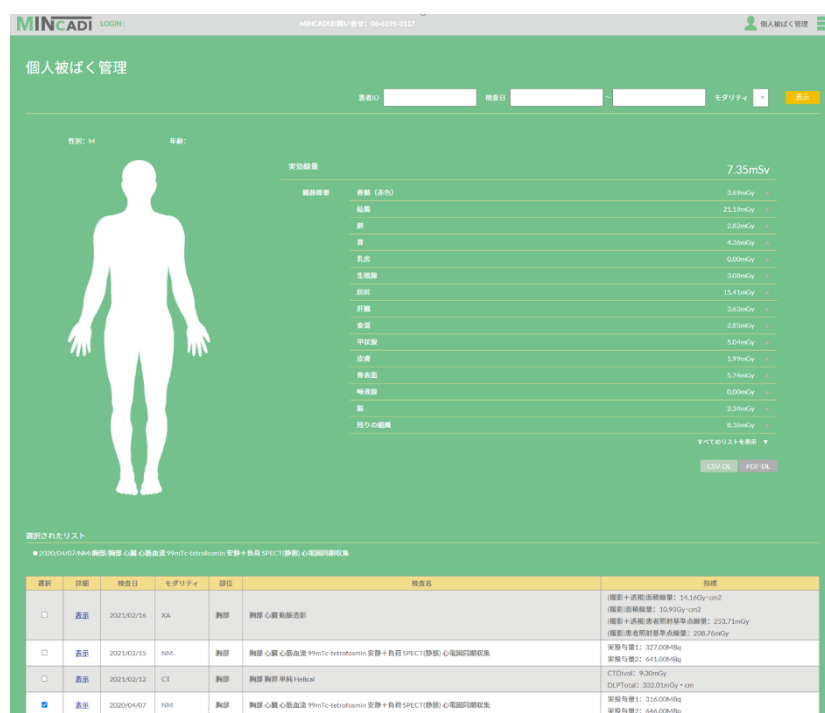 MINCADI LOGIN: MINCADIお問い合せ: 06-6195-3117 個人被ばく管理
個人被ばく管理
患者ID 検査日 ~ モダリティ 表示
性別: M 年齢:
実効線量 7.35mSv
臓器線量 骨髄(赤色) 3.69mGy
結腸 21.19mGy
肺 2.82mGy
胃 4.36mGy
乳房 0.00mGy
生殖腺 3.00mGy
膀胱 15.41mGy
肝臓 3.63mGy
食道 2.85mGy
甲状腺 5.04mGy
皮膚 1.99mGy
骨表面 5.74mGy
唾液腺 0.00mGy
脳 2.34mGy
残りの組織 8.36mGy
すべてのリストを表示 ▼
CSV-DL PDF-DL
選択されたリスト
■2020/04/07/NM/胸部/胸部 心臓 心筋血流 99mTc-tetrofosmin 安静+負荷 SPECT(静態) 心電図同期収集
選択 詳細 検査日 モダリティ 部位 検査名 指標
表示 2021/02/16 XA 胸部 胸部 心臓 動脈造影
(撮影+透視)面積線量: 14.16Gy·cm2
(撮影)面積線量: 10.93Gy·cm2
(撮影+透視)患者照射基準点線量: 253.71mGy
(撮影)患者照射基準点線量: 208.76mGy
表示 2021/02/15 NM 胸部 胸部 心臓 心筋血流 99mTc-tetrofosmin 安静+負荷 SPECT(静態) 心電図同期収集
実投与量1: 327.00MBq
実投与量2: 641.00MBq
表示 2021/02/12 CT 胸部 胸部 胸部 単純 Helical
CTDIvol: 9.30mGy
DLPTotal: 332.01mGy・cm
表示 2020/04/07 NM 胸部 胸部 心臓 心筋血流 99mTc-tetrofosmin 安静+負荷 SPECT(静態) 心電図同期収集
実投与量1: 316.00MBq
実投与量2: 646.00MBq